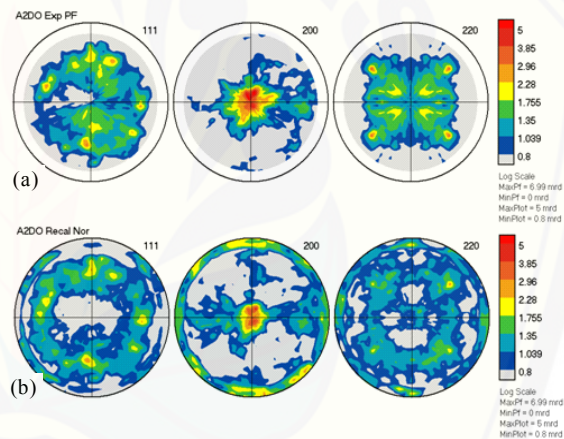 A2DO Exp PF
111
200
220
5
3.85
2.96
2.28
1.755
1.35
1.039
0.8
Log Scale
MaxPf = 6.99 mrd
MinPf = 0 mrd
MaxPlot = 5 mrd
MinPlot = 0.8 mrd
(a)
A2DO Recal Nor
111
200
220
5
3.85
2.96
2.28
1.755
1.35
1.039
0.8
Log Scale
MaxPf = 6.99 mrd
MinPf = 0 mrd
MaxPlot = 5 mrd
MinPlot = 0.8 mrd
(b)